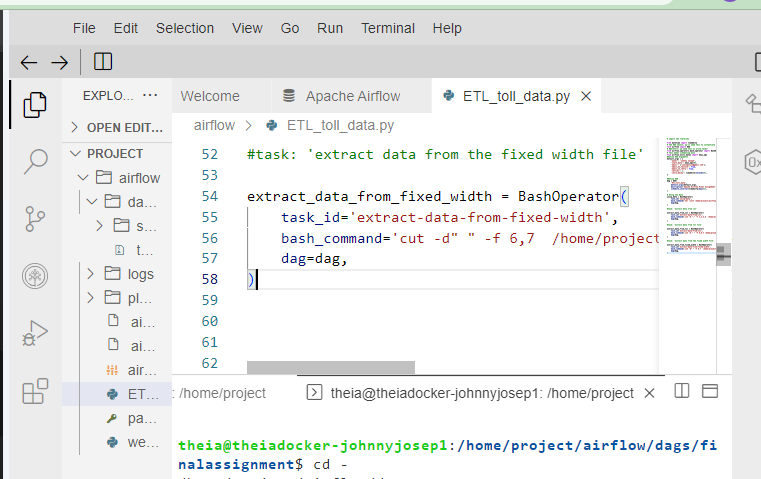 File Edit Selection View Go Run Terminal Help
EXPLO... ...
Welcome Apache Airflow ETL_toll_data.py
OPEN EDIT...
airflow > ETL_toll_data.py
PROJECT
airflow
da...
s...
t...
logs
pl...
ai...
ai...
air...
ET...
pa...
we...
52 #task: 'extract data from the fixed width file'
53
54 extract_data_from_fixed_width = BashOperator(
55 task_id='extract-data-from-fixed-width',
56 bash_command='cut -d" " -f 6,7 /home/project
57 dag=dag,
58 )
59
60
61
62
: /home/project theia@theiadocker-johnnyjosep1: /home/project
theia@theiadocker-johnnyjosep1:/home/project/airflow/dags/fi
nalassignment$ cd -